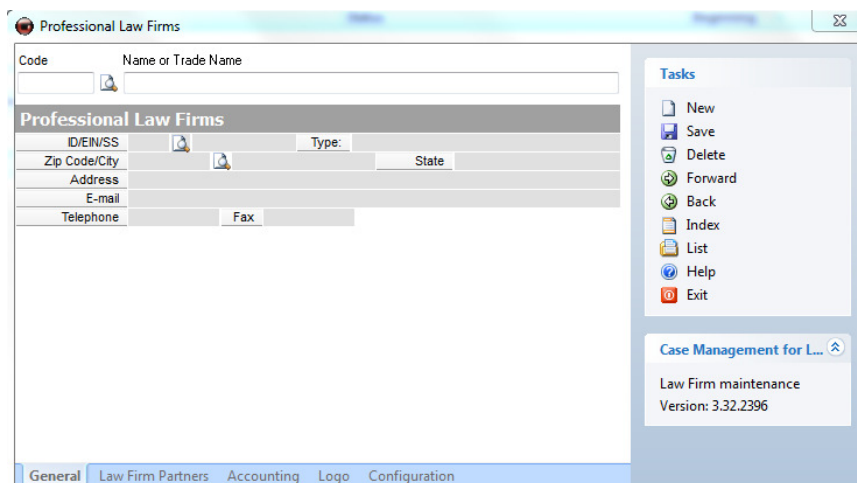 Professional Law Firms
Status
Beginning
Code Name or Trade Name
Professional Law Firms
ID/EIN/SS Type:
Zip Code/City State
Address
E-mail
Telephone Fax
General Law Firm Partners Accounting Logo Configuration
Tasks
New
Save
Delete
Forward
Back
Index
List
Help
Exit
Case Management for L...
Law Firm maintenance
Version: 3.32.2396